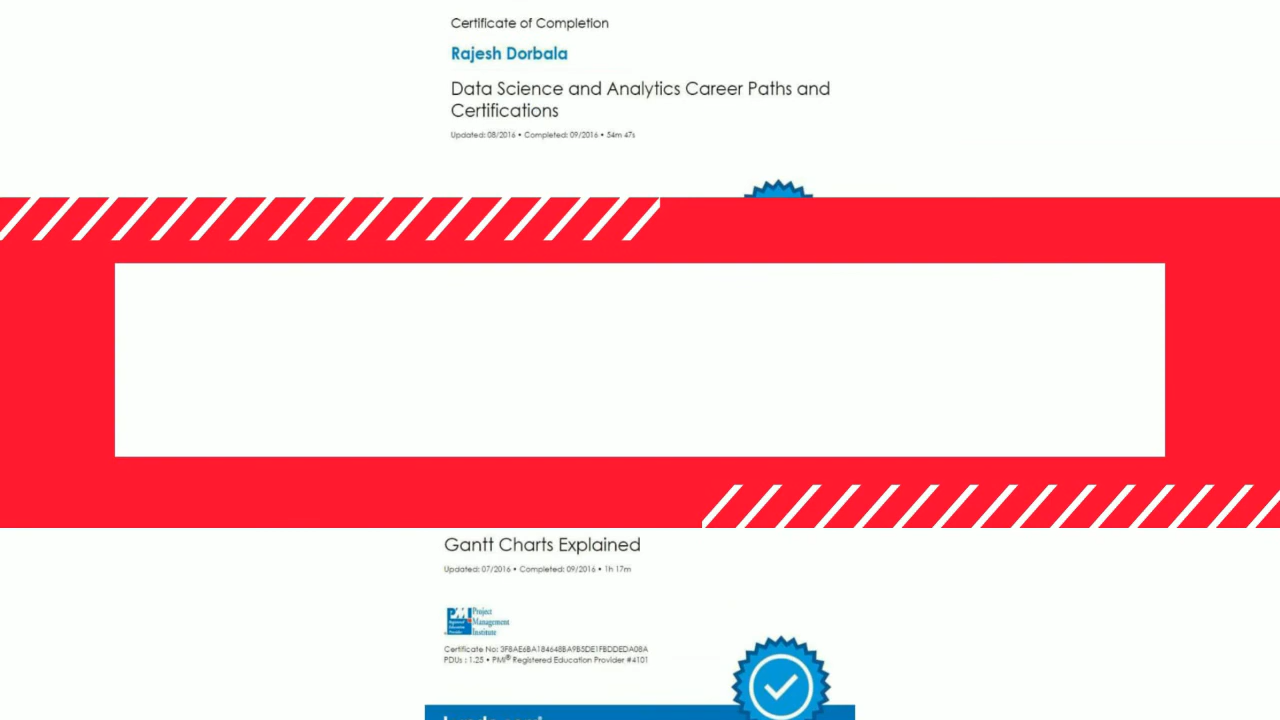 Certificate of Completion
Rajesh Dorbala
Data Science and Analytics Career Paths and
Certifications
Updated: 08/2016 • Completed: 09/2016 • 54m 47s
Gantt Charts Explained
Updated: 07/2016 • Completed: 09/2016 • 1h 17m
Project
Management
Institute
Certificate No: 3F8AE6BA184648BA9B5DE1FBDDEDA08A
PDUs : 1.25 • PMI® Registered Education Provider #4101